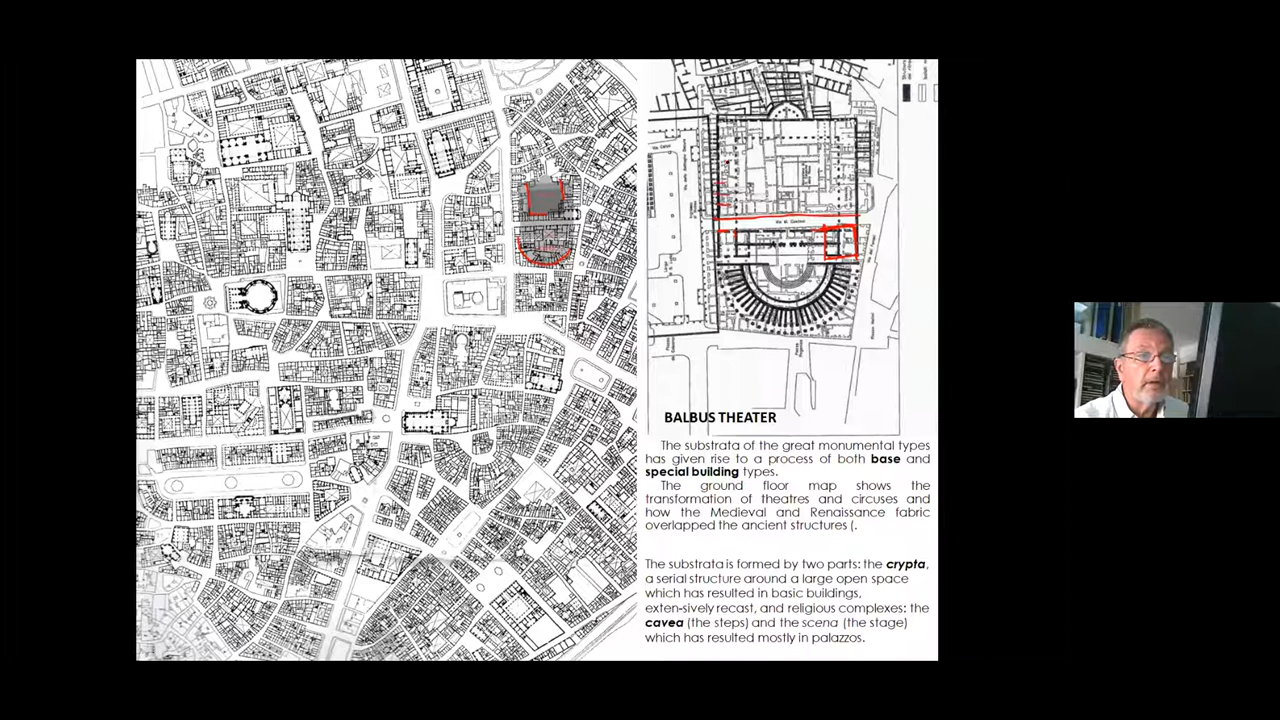 BALBUS THEATER
The substrata of the great monumental types
has given rise to a process of both base and
special building types.
The ground floor map shows the
transformation of theatres and circuses and
how the Medieval and Renaissance fabric
overlapped the ancient structures (.
The substrata is formed by two parts: the crypta,
a serial structure around a large open space
which has resulted in basic buildings,
exten-sively recast, and religious complexes: the
cavea (the steps) and the scena (the stage)
which has resulted mostly in palazzos.